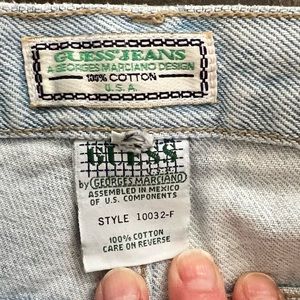 GUESS JEANS
A GEORGES MARCIANO DESIGN
100% COTTON
U.S.A.
GUESS
U.S.A.
by GEORGES MARCIANO
ASSEMBLED IN MEXICO
OF U.S. COMPONENTS
STYLE 10032-F
100% COTTON
CARE ON REVERSE